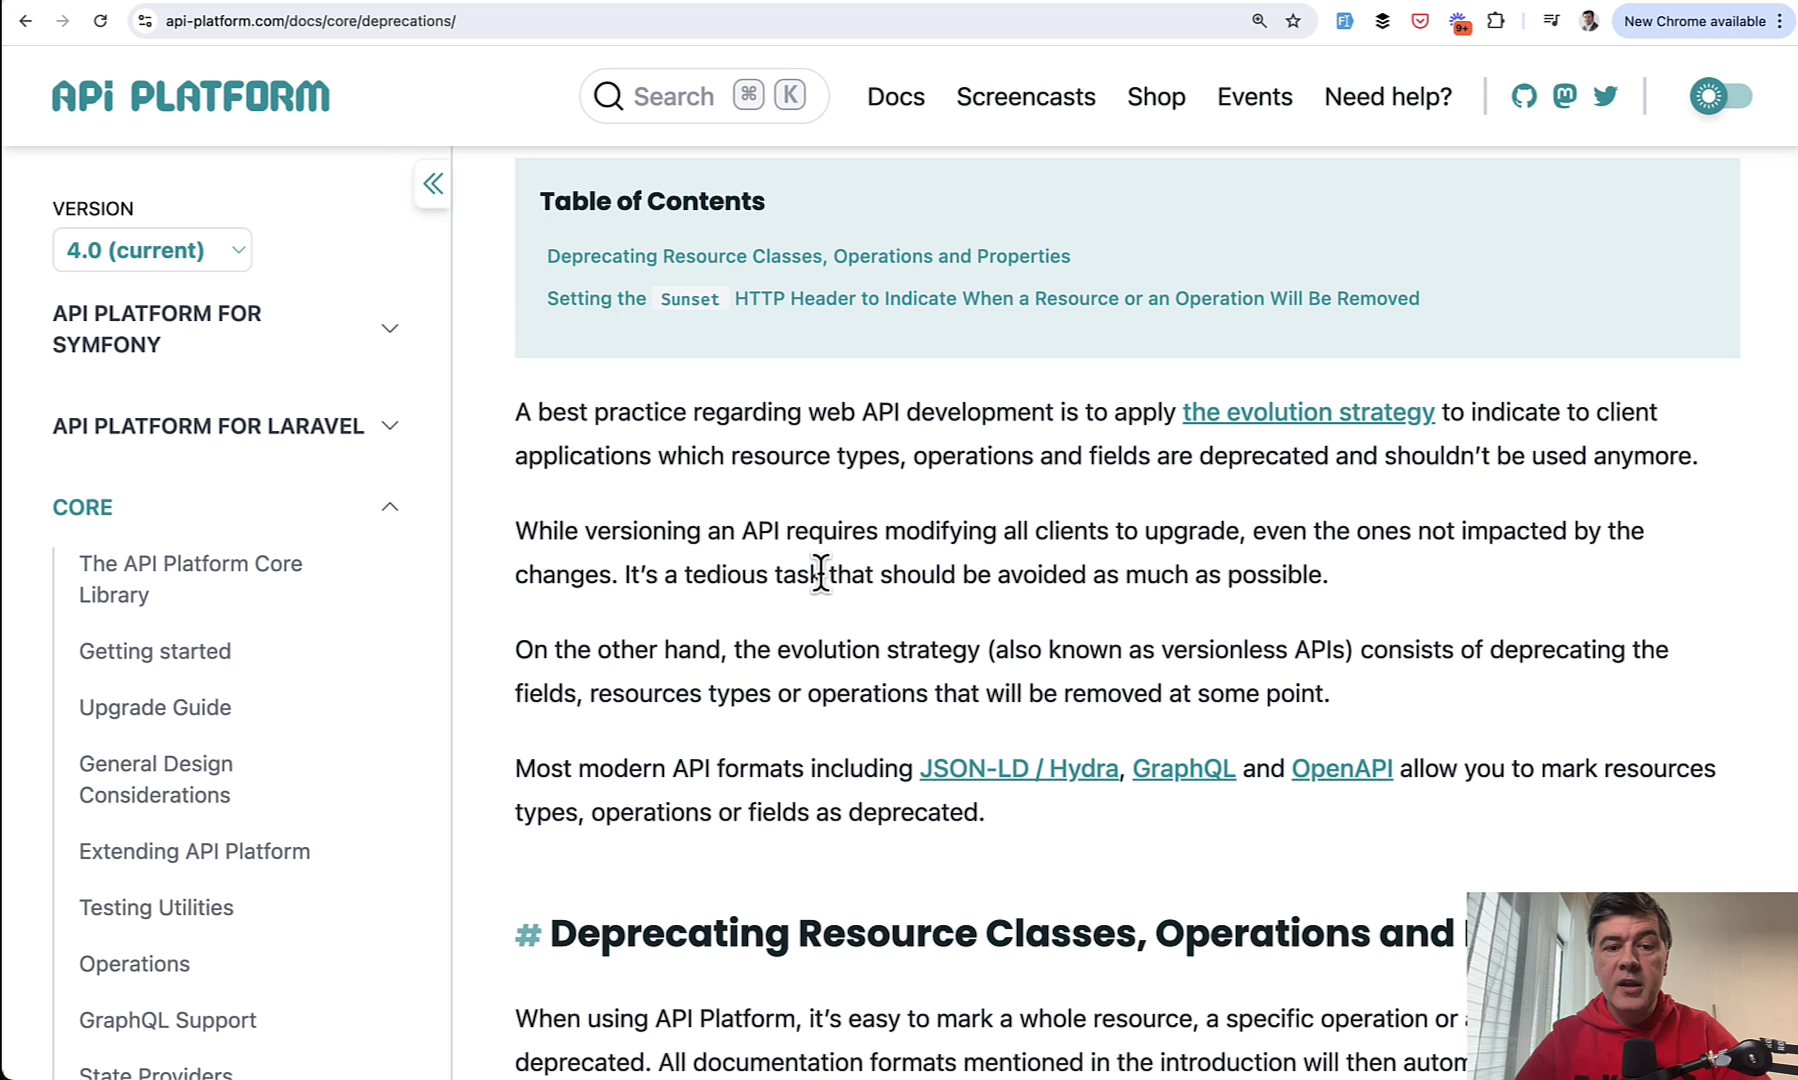 api-platform.com/docs/core/deprecations/
9+
New Chrome available
API PLATFORM
Search ⌘ K
Docs
Screencasts
Shop
Events
Need help?
VERSION
4.0 (current)
API PLATFORM FOR
SYMFONY
API PLATFORM FOR LARAVEL
CORE
The API Platform Core
Library
Getting started
Upgrade Guide
General Design
Considerations
Extending API Platform
Testing Utilities
Operations
GraphQL Support
State Providers
Table of Contents
Deprecating Resource Classes, Operations and Properties
Setting the Sunset HTTP Header to Indicate When a Resource or an Operation Will Be Removed
A best practice regarding web API development is to apply the evolution strategy to indicate to client
applications which resource types, operations and fields are deprecated and shouldn’t be used anymore.
While versioning an API requires modifying all clients to upgrade, even the ones not impacted by the
changes. It’s a tedious task that should be avoided as much as possible.
On the other hand, the evolution strategy (also known as versionless APIs) consists of deprecating the
fields, resources types or operations that will be removed at some point.
Most modern API formats including JSON-LD / Hydra, GraphQL and OpenAPI allow you to mark resources
types, operations or fields as deprecated.
# Deprecating Resource Classes, Operations and
When using API Platform, it’s easy to mark a whole resource, a specific operation or
deprecated. All documentation formats mentioned in the introduction will then autom